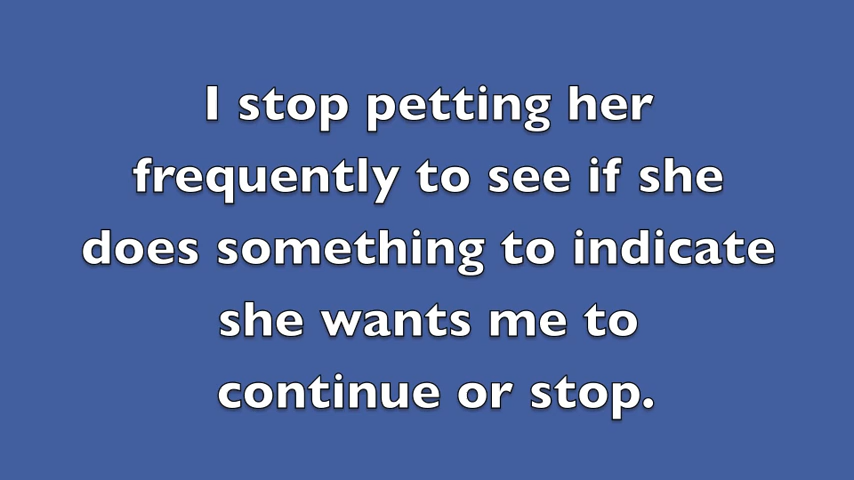 I stop petting her
frequently to see if she
does something to indicate
she wants me to
continue or stop.